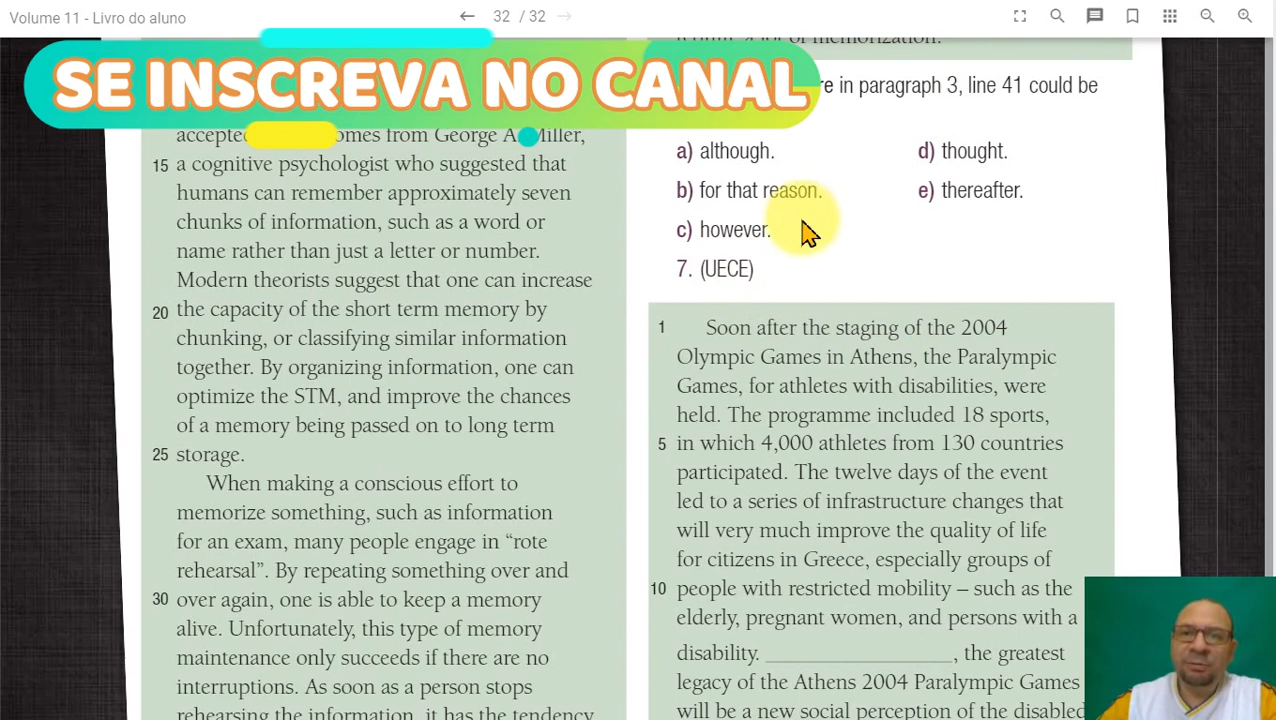 Volume 11 - Livro do aluno
32 / 32
SE INSCREVA NO CANAL
accepted omes from George A. Miller,
15 a cognitive psychologist who suggested that
humans can remember approximately seven
chunks of information, such as a word or
name rather than just a letter or number.
Modern theorists suggest that one can increase
20 the capacity of the short term memory by
chunking, or classifying similar information
together. By organizing information, one can
optimize the STM, and improve the chances
of a memory being passed on to long term
25 storage.
When making a conscious effort to
memorize something, such as information
for an exam, many people engage in “rote
rehearsal”. By repeating something over and
30 over again, one is able to keep a memory
alive. Unfortunately, this type of memory
maintenance only succeeds if there are no
interruptions. As soon as a person stops
rehearsing the information, it has the tendency
a lot of memorization.
re in paragraph 3, line 41 could be
a) although.
b) for that reason.
c) however.
d) thought.
e) thereafter.
7. (UECE)
1 Soon after the staging of the 2004
Olympic Games in Athens, the Paralympic
Games, for athletes with disabilities, were
held. The programme included 18 sports,
5 in which 4,000 athletes from 130 countries
participated. The twelve days of the event
led to a series of infrastructure changes that
will very much improve the quality of life
for citizens in Greece, especially groups of
10 people with restricted mobility – such as the
elderly, pregnant women, and persons with a
disability. ____________________, the greatest
legacy of the Athens 2004 Paralympic Games
will be a new social perception of the disabled